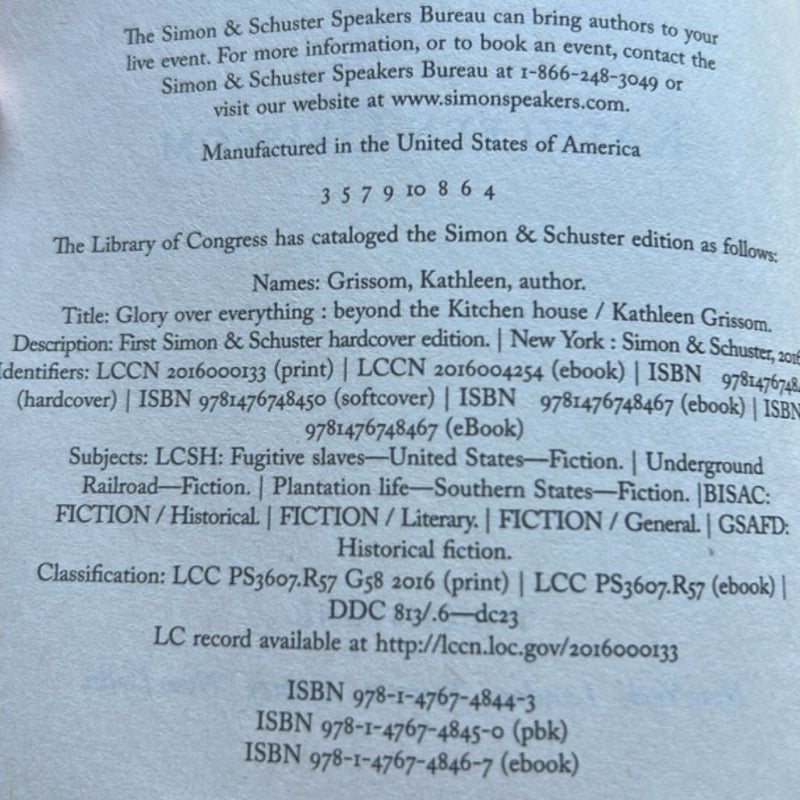 The Simon & Schuster Speakers Bureau can bring authors to your
live event. For more information, or to book an event, contact the
Simon & Schuster Speakers Bureau at 1-866-248-3049 or
visit our website at www.simonspeakers.com.
Manufactured in the United States of America
3 5 7 9 10 8 6 4
The Library of Congress has cataloged the Simon & Schuster edition as follows:
Names: Grissom, Kathleen, author.
Title: Glory over everything : beyond the Kitchen house / Kathleen Grissom.
Description: First Simon & Schuster hardcover edition. | New York : Simon & Schuster, 2016
Identifiers: LCCN 2016000133 (print) | LCCN 2016004254 (ebook) | ISBN 97814767484
(hardcover) | ISBN 9781476748450 (softcover) | ISBN 9781476748467 (ebook) | ISBN
9781476748467 (eBook)
Subjects: LCSH: Fugitive slaves—United States—Fiction. | Underground
Railroad—Fiction. | Plantation life—Southern States—Fiction. |BISAC:
FICTION / Historical. | FICTION / Literary. | FICTION / General. | GSAFD:
Historical fiction.
Classification: LCC PS3607.R57 G58 2016 (print) | LCC PS3607.R57 (ebook) |
DDC 813/.6—dc23
LC record available at http://lccn.loc.gov/2016000133
ISBN 978-1-4767-4844-3
ISBN 978-1-4767-4845-0 (pbk)
ISBN 978-1-4767-4846-7 (ebook)